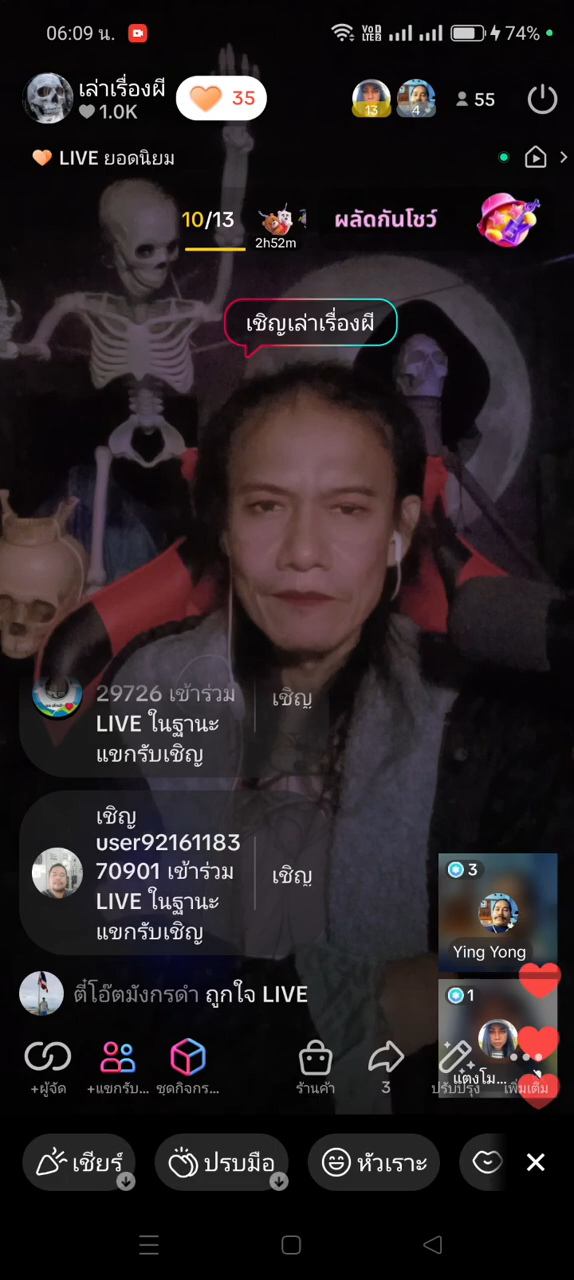 06:09 น.
VoD
LTE2
74%
เล่าเรื่องผี
1.0K
35
13
4
55
LIVE ยอดนิยม
10/13
2h52m
ผลัดกันโชว์
เชิญเล่าเรื่องผี
29726 เข้าร่วม
LIVE ในฐานะ
แขกรับเชิญ
เชิญ
เชิญ
user92161183
70901 เข้าร่วม
LIVE ในฐานะ
แขกรับเชิญ
เชิญ
3
Ying Yong
ตี๋โอ๊ตมังกรดำ ถูกใจ LIVE
1
แตงโม...
+ผู้จัด
+แขกรับ...
ชุดกิจกร...
ร้านค้า
3
ปรับปรุง
เพิ่มเติม
เชียร์
ปรบมือ
หัวเราะ